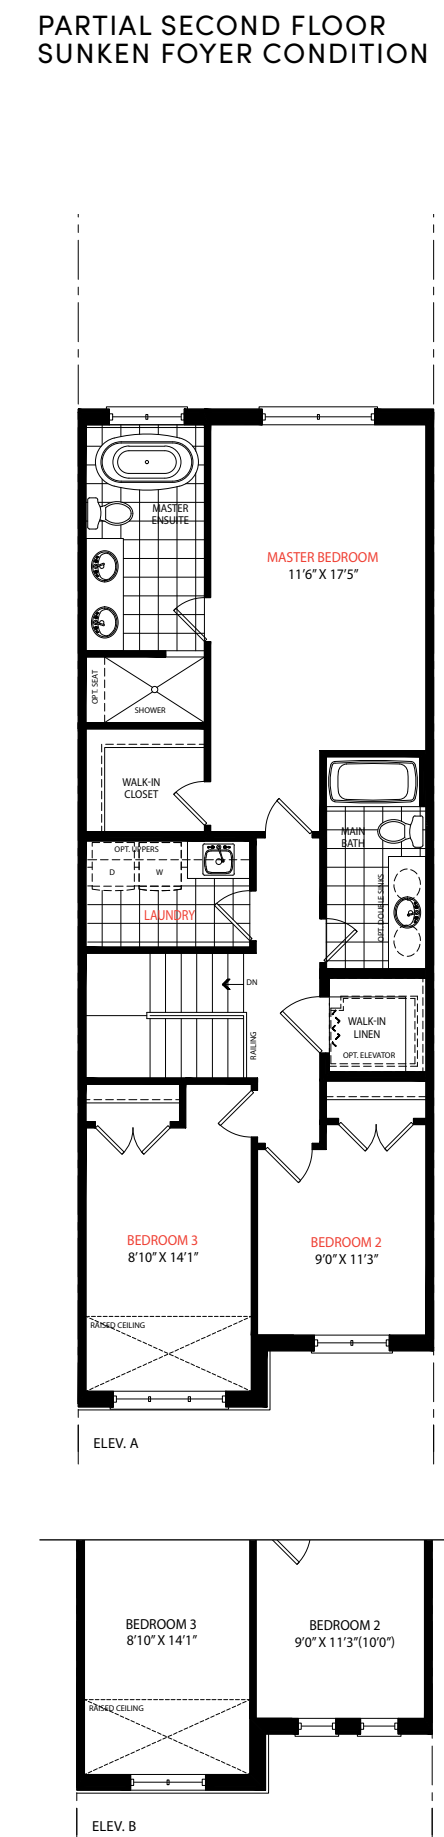 PARTIAL SECOND FLOOR
SUNKEN FOYER CONDITION
MASTER
ENSUITE
MASTER BEDROOM
11'6" X 17'5"
OPT. SEAT
SHOWER
WALK-IN
CLOSET
MAIN
BATH
OPT. UPPERS
D
W
LAUNDRY
OPT. DOUBLE SINKS
DN
RAILING
WALK-IN
LINEN
OPT. ELEVATOR
BEDROOM 3
8'10" X 14'1"
BEDROOM 2
9'0" X 11'3"
RAISED CEILING
ELEV. A
BEDROOM 3
8'10" X 14'1"
BEDROOM 2
9'0" X 11'3"(10'0")
RAISED CEILING
ELEV. B